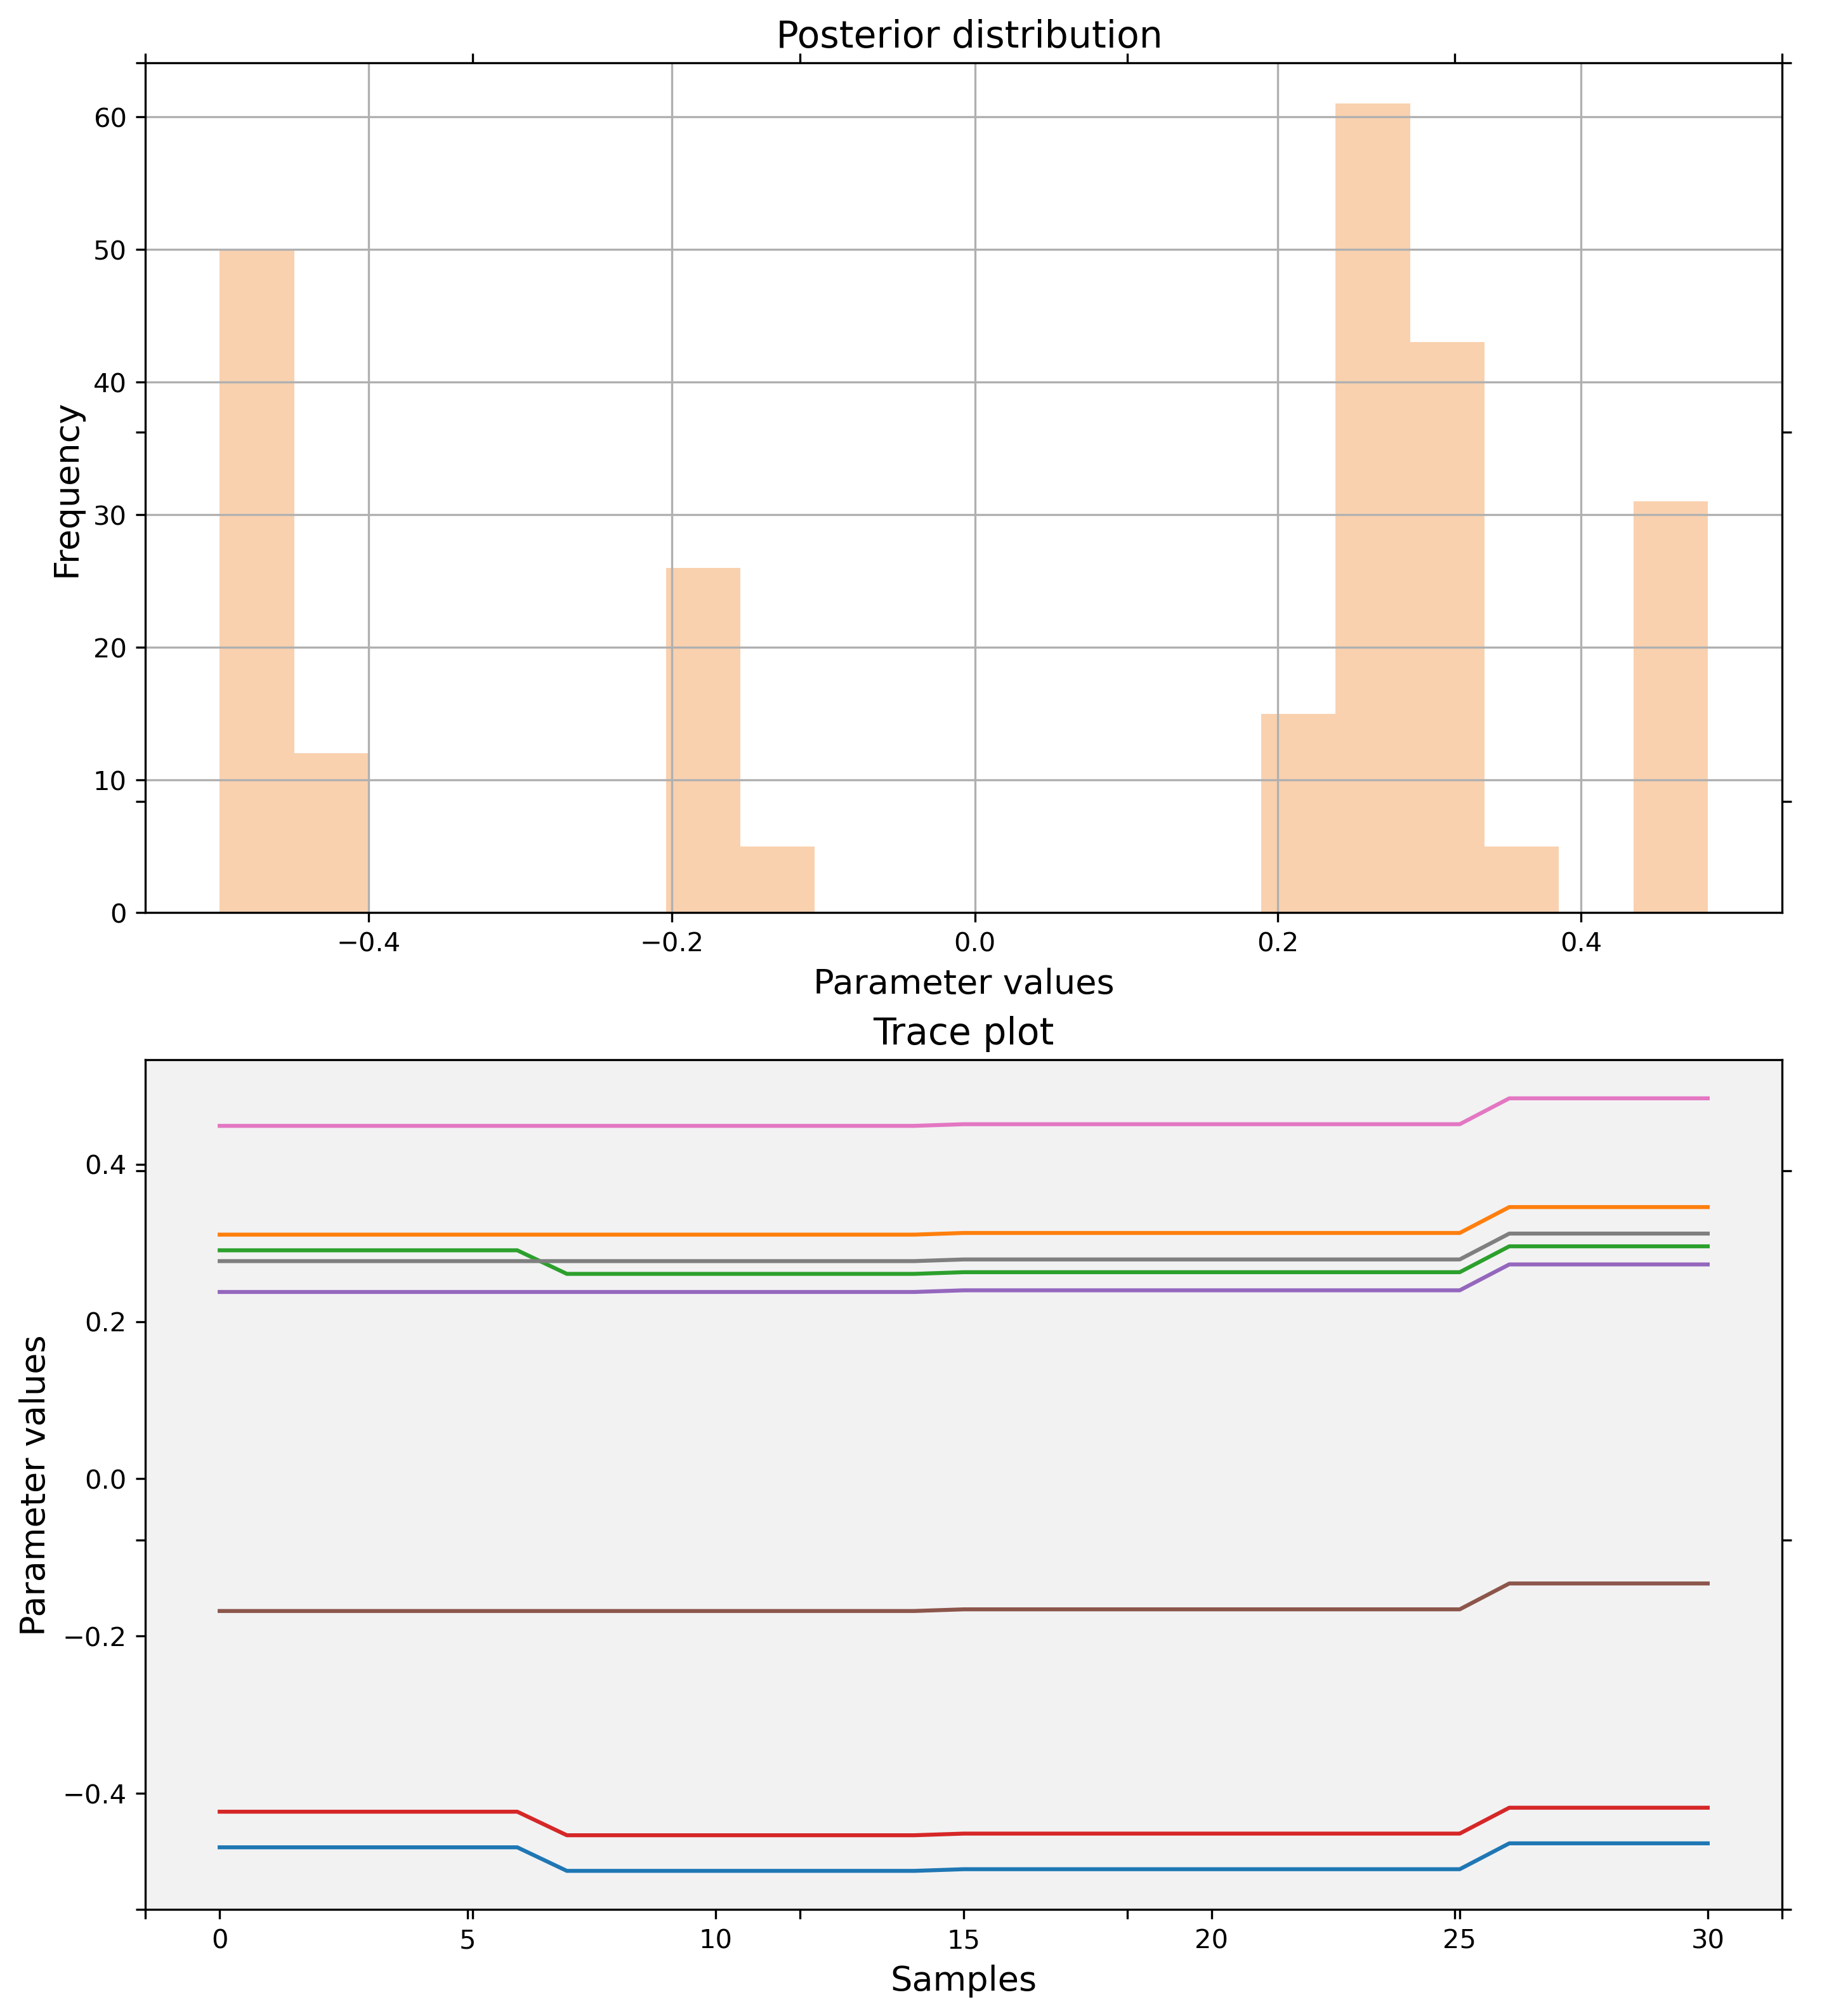 Posterior distribution
60
50
40
30
20
10
0
Frequency
−0.4 −0.2 0.0 0.2 0.4
Parameter values
Trace plot
0.4
0.2
0.0
−0.2
−0.4
Parameter values
0 5 10 15 20 25 30
Samples